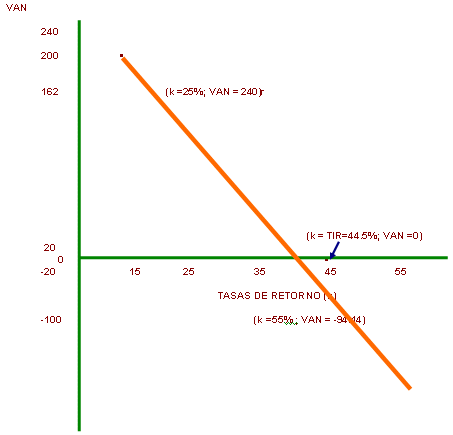 VAN
240
200
162
(k =25%; VAN = 240)r
(k = TIR=44.5%; VAN =0)
20
0
-20
15 25 35 45 55
TASAS DE RETORNO (k)
-100
(k =55% ; VAN = -94.44)